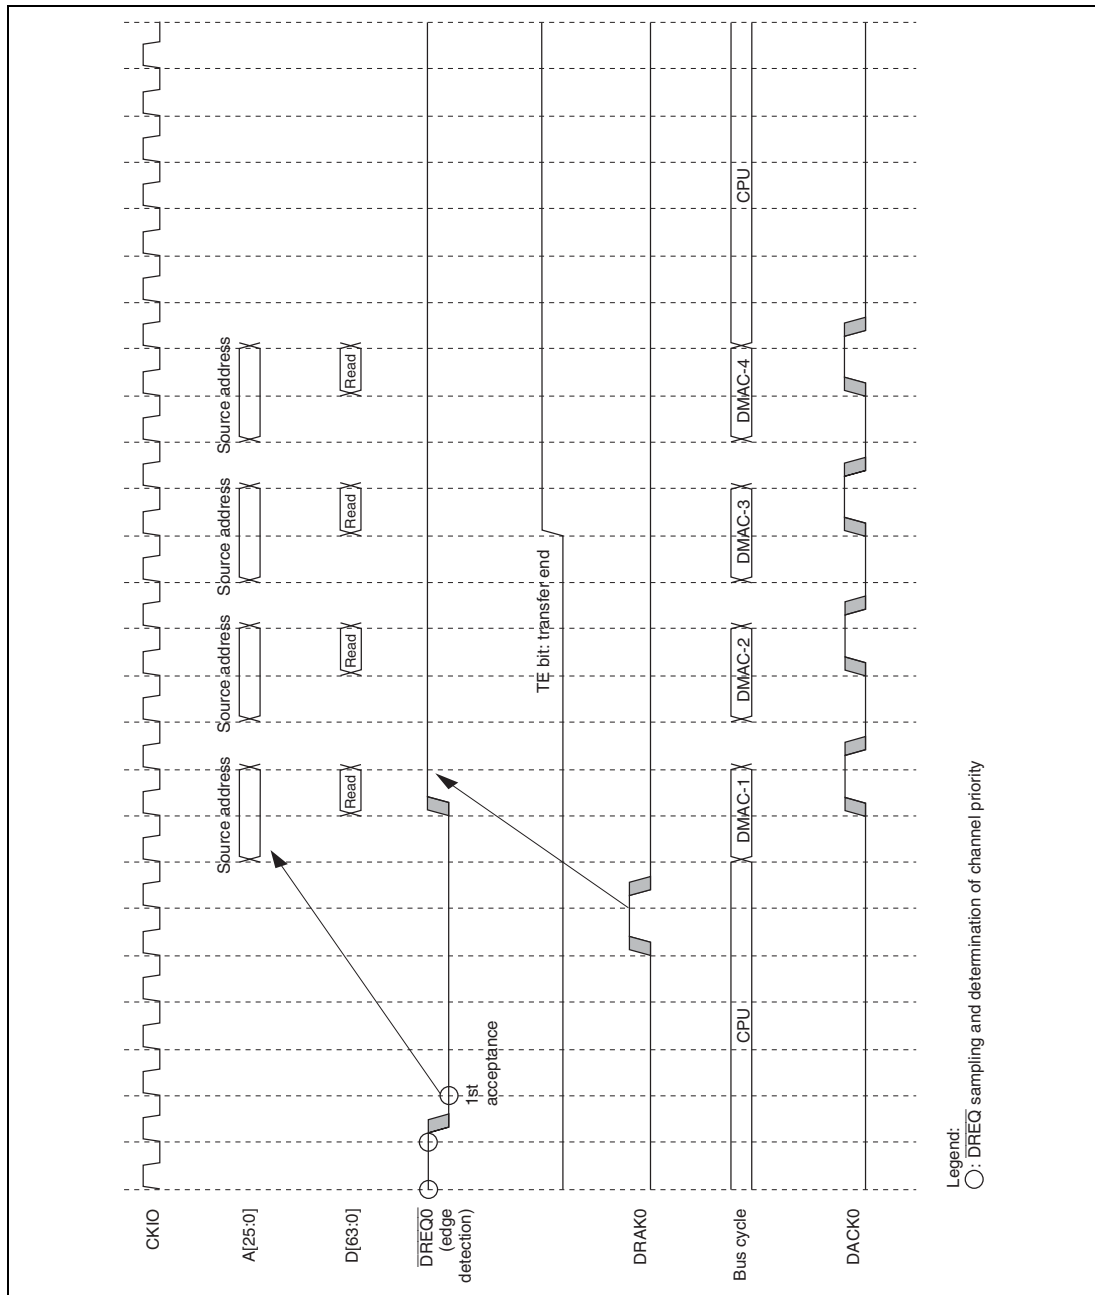 CKIO
Source address
Source address
Source address
Source address
A[25:0]
Read
Read
Read
Read
D[63:0]
DREQ0
(edge
detection)
1st
acceptance
TE bit: transfer end
DRAK0
Bus cycle
CPU
DMAC-1
DMAC-2
DMAC-3
DMAC-4
CPU
DACK0
Legend:
: DREQ sampling and determination of channel priority